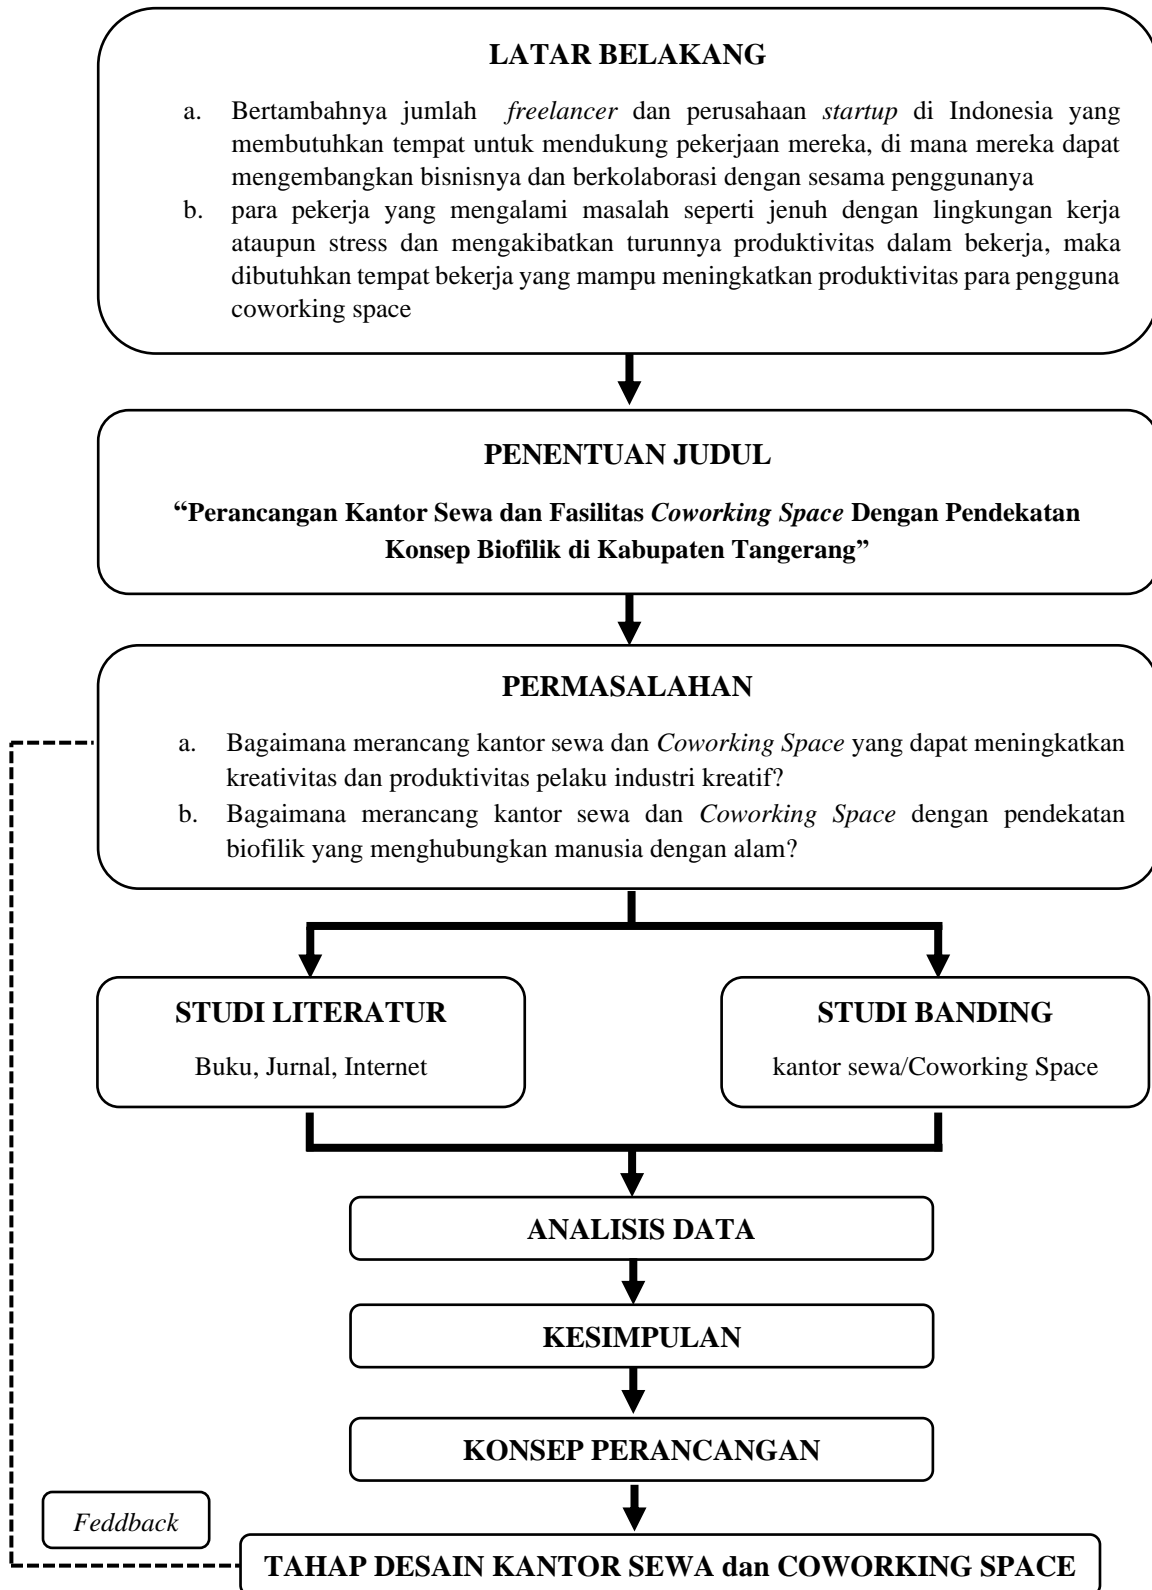 LATAR BELAKANG
a. Bertambahnya jumlah freelancer dan perusahaan startup di Indonesia yang
membutuhkan tempat untuk mendukung pekerjaan mereka, di mana mereka dapat
mengembangkan bisnisnya dan berkolaborasi dengan sesama penggunanya
b. para pekerja yang mengalami masalah seperti jenuh dengan lingkungan kerja
ataupun stress dan mengakibatkan turunnya produktivitas dalam bekerja, maka
dibutuhkan tempat bekerja yang mampu meningkatkan produktivitas para pengguna
coworking space
PENENTUAN JUDUL
“Perancangan Kantor Sewa dan Fasilitas Coworking Space Dengan Pendekatan
Konsep Biofilik di Kabupaten Tangerang”
PERMASALAHAN
a. Bagaimana merancang kantor sewa dan Coworking Space yang dapat meningkatkan
kreativitas dan produktivitas pelaku industri kreatif?
b. Bagaimana merancang kantor sewa dan Coworking Space dengan pendekatan
biofilik yang menghubungkan manusia dengan alam?
STUDI LITERATUR
Buku, Jurnal, Internet
STUDI BANDING
kantor sewa/Coworking Space
ANALISIS DATA
KESIMPULAN
KONSEP PERANCANGAN
Feddback
TAHAP DESAIN KANTOR SEWA dan COWORKING SPACE